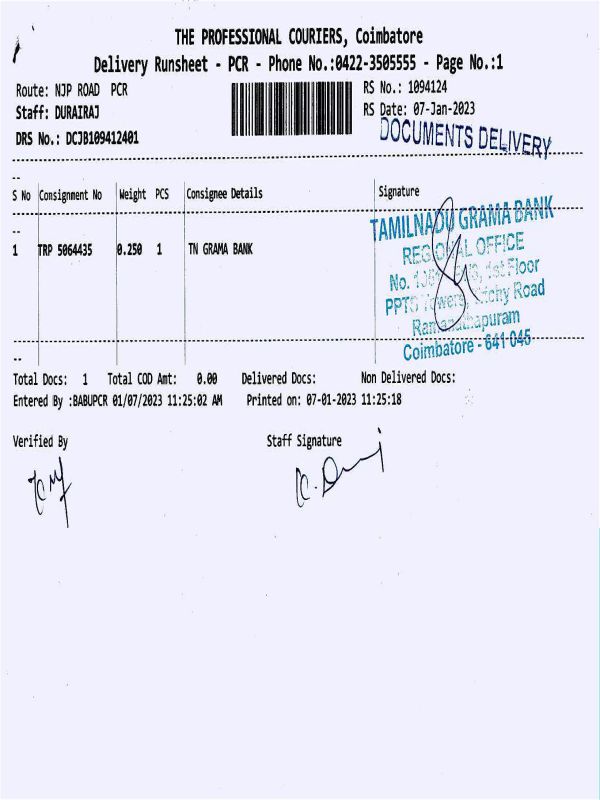 THE PROFESSIONAL COURIERS, Coimbatore
Delivery Runsheet - PCR - Phone No.:0422-3505555 - Page No.:1
Route: NJP ROAD PCR
RS No.: 1094124
Staff: DURAIRAJ
RS Date: 07-Jan-2023
DRS No.: DCJB109412401
DOCUMENTS DELIVERY
S No Consignment No Weight PCS Consignee Details Signature
1 TRP 5064435 0.250 1 TN GRAMA BANK
TAMILNADU GRAMA BANK
REGIONAL OFFICE
No. 1st Floor
PPTC Towers, Trichy Road
Ramanathapuram
Coimbatore - 641 045
Total Docs: 1 Total COD Amt: 0.00 Delivered Docs: Non Delivered Docs:
Entered By :BABUPCR 01/07/2023 11:25:02 AM Printed on: 07-01-2023 11:25:18
Verified By Staff Signature